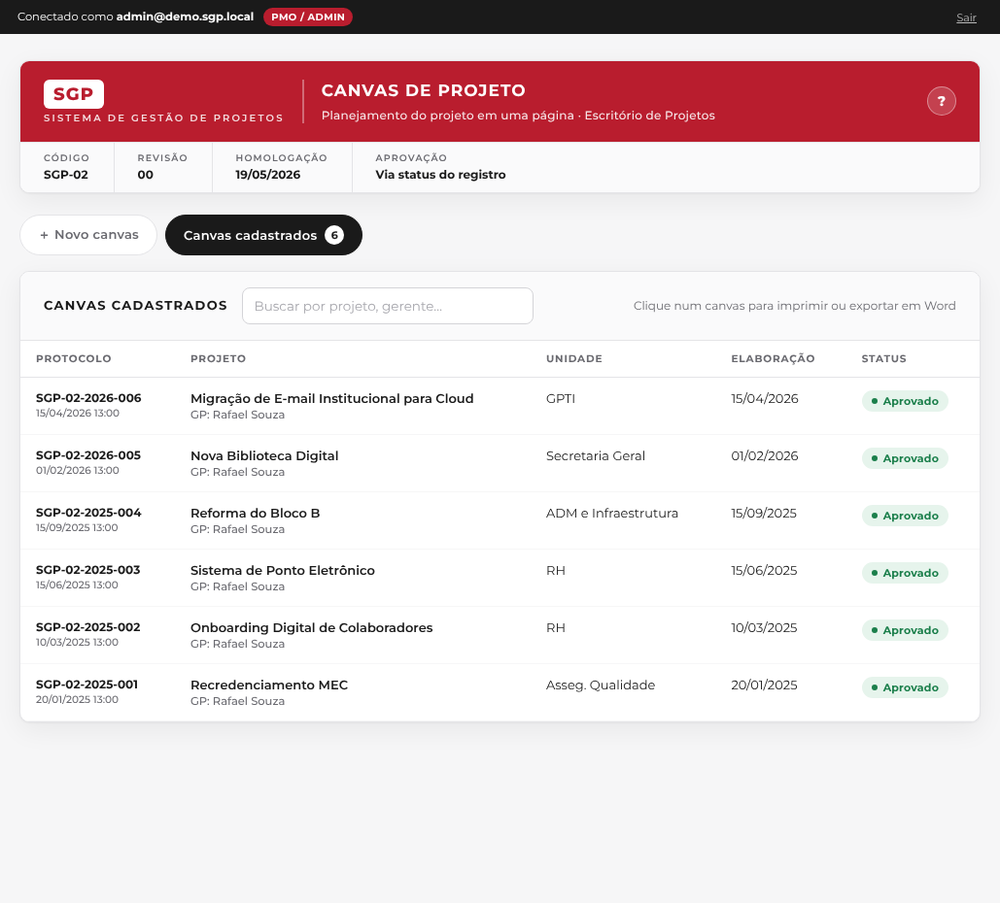 Conectado como admin@demo.sgp.local PMO / ADMIN Sair
SGP
SISTEMA DE GESTÃO DE PROJETOS
CANVAS DE PROJETO
Planejamento do projeto em uma página · Escritório de Projetos
?
CÓDIGO REVISÃO HOMOLOGAÇÃO APROVAÇÃO
SGP-02 00 19/05/2026 Via status do registro
+ Novo canvas Canvas cadastrados 6
CANVAS CADASTRADOS Buscar por projeto, gerente... Clique num canvas para imprimir ou exportar em Word
PROTOCOLO PROJETO UNIDADE ELABORAÇÃO STATUS
SGP-02-2026-006 Migração de E-mail Institucional para Cloud GPTI 15/04/2026 Aprovado
15/04/2026 13:00 GP: Rafael Souza
SGP-02-2026-005 Nova Biblioteca Digital Secretaria Geral 01/02/2026 Aprovado
01/02/2026 13:00 GP: Rafael Souza
SGP-02-2025-004 Reforma do Bloco B ADM e Infraestrutura 15/09/2025 Aprovado
15/09/2025 13:00 GP: Rafael Souza
SGP-02-2025-003 Sistema de Ponto Eletrônico RH 15/06/2025 Aprovado
15/06/2025 13:00 GP: Rafael Souza
SGP-02-2025-002 Onboarding Digital de Colaboradores RH 10/03/2025 Aprovado
10/03/2025 13:00 GP: Rafael Souza
SGP-02-2025-001 Recredenciamento MEC Asseg. Qualidade 20/01/2025 Aprovado
20/01/2025 13:00 GP: Rafael Souza